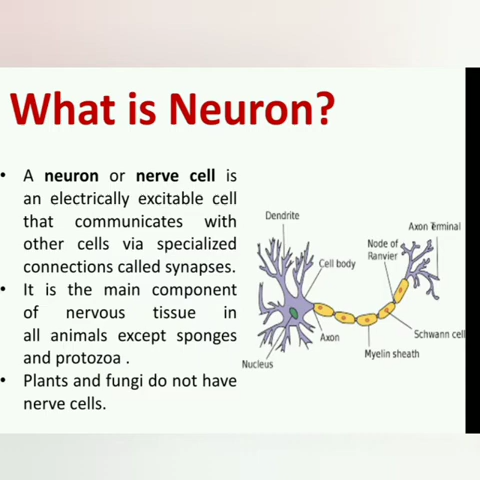 What is Neuron?
• A neuron or nerve cell is
an electrically excitable cell
that communicates with
other cells via specialized
connections called synapses.
• It is the main component
of nervous tissue in
all animals except sponges
and protozoa .
• Plants and fungi do not have
nerve cells.
Dendrite
Axon Terminal
Node of
Ranvier
Cell body
Schwann cell
Axon
Myelin sheath
Nucleus